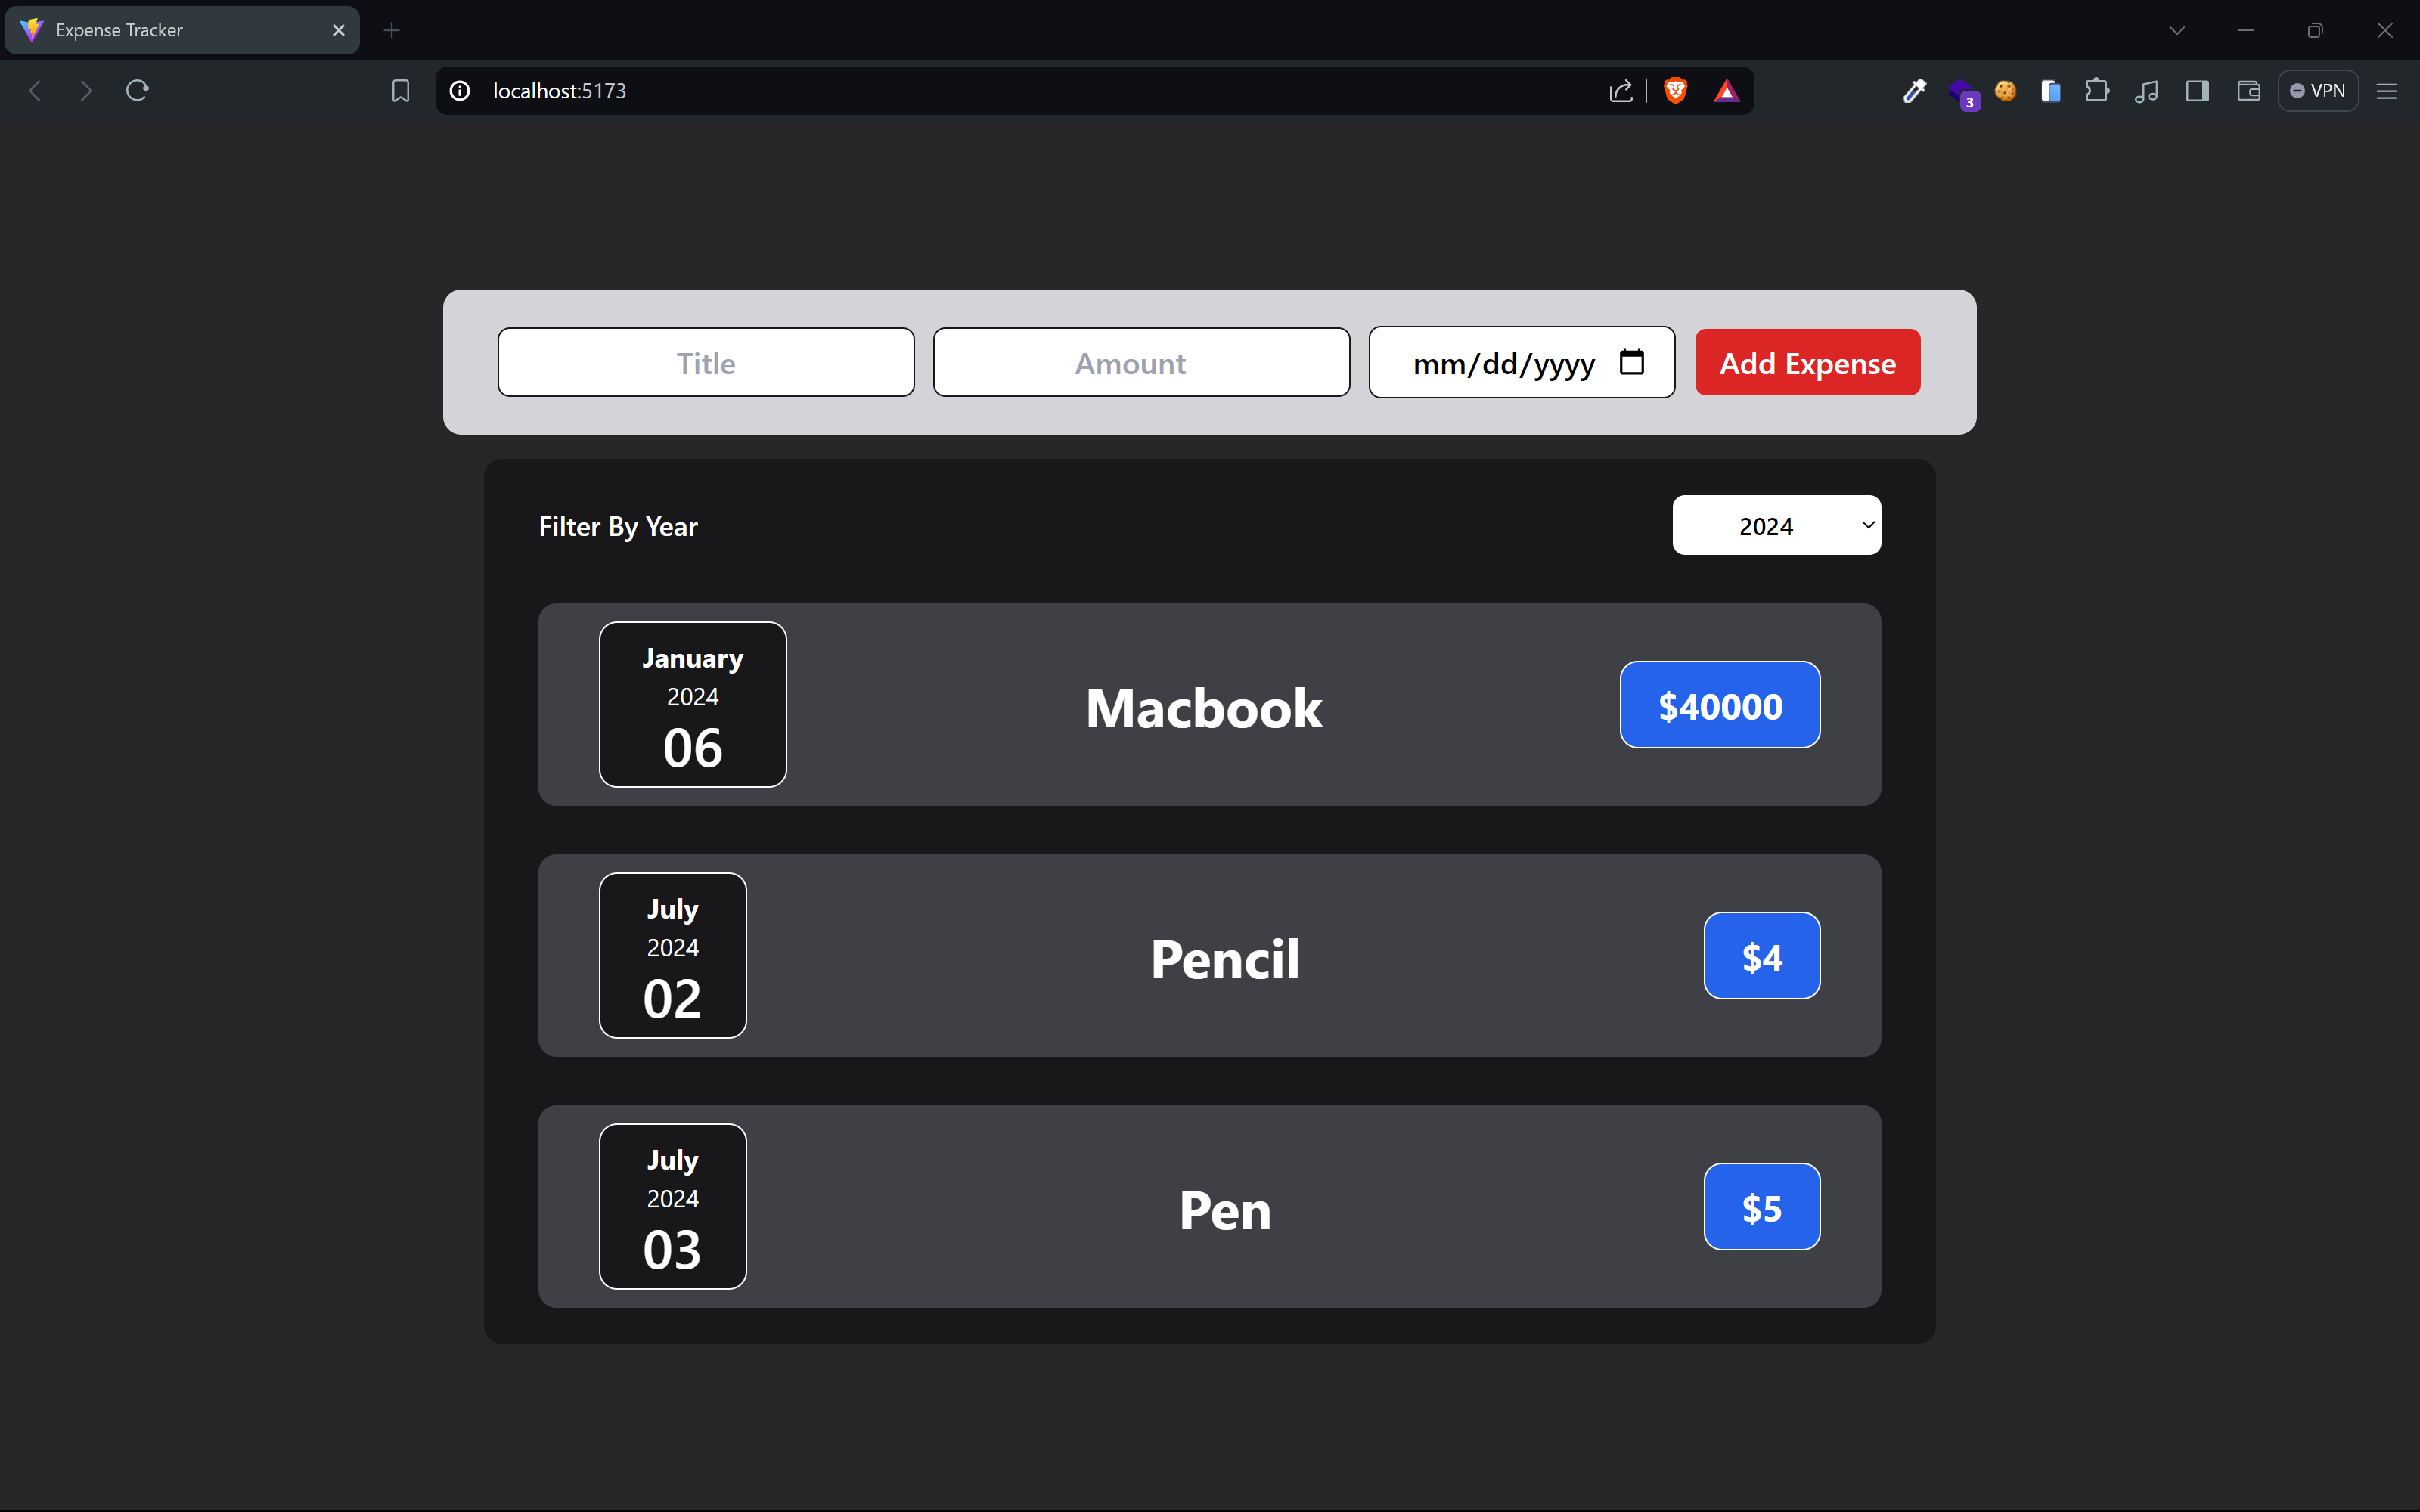 Expense Tracker
localhost:5173
3
VPN
Title
Amount
mm/dd/yyyy
Add Expense
Filter By Year
2024
January
2024
06
Macbook
$40000
July
2024
02
Pencil
$4
July
2024
03
Pen
$5